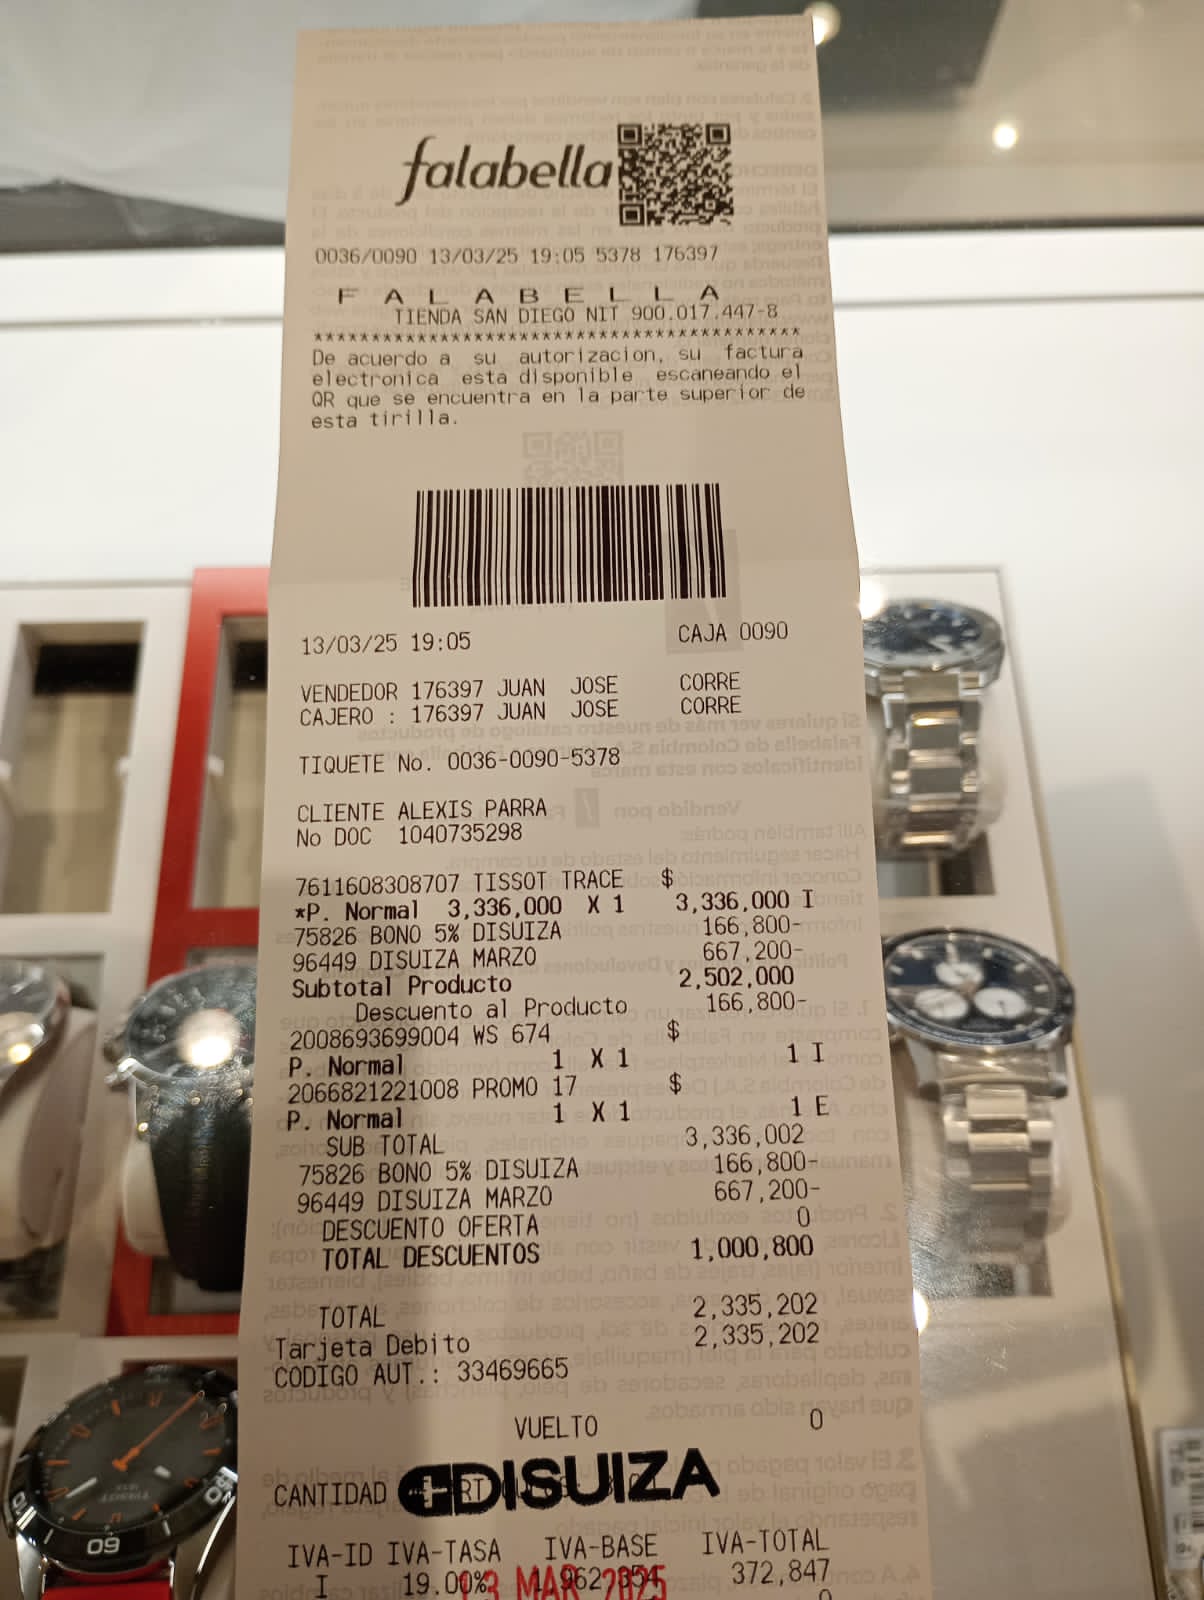 falabella
0036/0090 13/03/25 19:05 5378 176397
F A L A B E L L A
TIENDA SAN DIEGO NIT 900.017.447-8
******************************************
De acuerdo a su autorizacion, su factura
electronica esta disponible escaneando el
QR que se encuentra en la parte superior de
esta tirilla.
13/03/25 19:05 CAJA 0090
VENDEDOR 176397 JUAN JOSE CORRE
CAJERO : 176397 JUAN JOSE CORRE
TIQUETE No. 0036-0090-5378
CLIENTE ALEXIS PARRA
No DOC 1040735298
7611608308707 TISSOT TRACE $
*P. Normal 3,336,000 X 1 3,336,000 I
75826 BONO 5% DISUIZA 166,800-
96449 DISUIZA MARZO 667,200-
Subtotal Producto 2,502,000
Descuento al Producto 166,800-
2008693699004 WS 674 $
P. Normal 1 X 1 1 I
2066821221008 PROMO 17 $
P. Normal 1 X 1 1 E
SUB TOTAL 3,336,002
75826 BONO 5% DISUIZA 166,800-
96449 DISUIZA MARZO 667,200-
DESCUENTO OFERTA 0
TOTAL DESCUENTOS 1,000,800
TOTAL 2,335,202
Tarjeta Debito 2,335,202
CODIGO AUT.: 33469665
VUELTO 0
CANTIDAD
DISUIZA
IVA-ID IVA-TASA IVA-BASE IVA-TOTAL
I 19.00% 372,847
13 MAR 2025
TISSOT
60